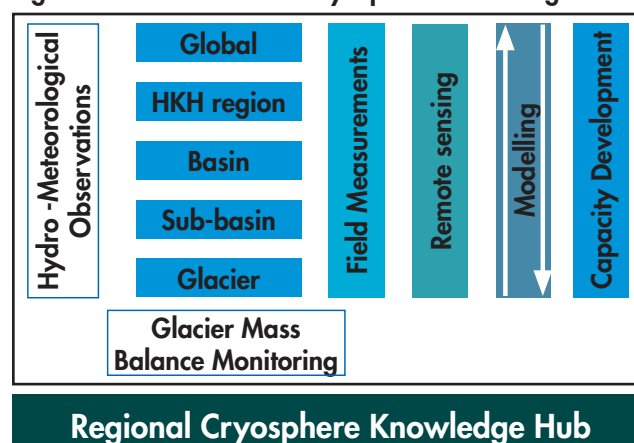 Hydro -Meteorological
Observations
Global
HKH region
Basin
Sub-basin
Glacier
Glacier Mass
Balance Monitoring
Field Measurements
Remote sensing
Modelling
Capacity Development
Regional Cryosphere Knowledge Hub